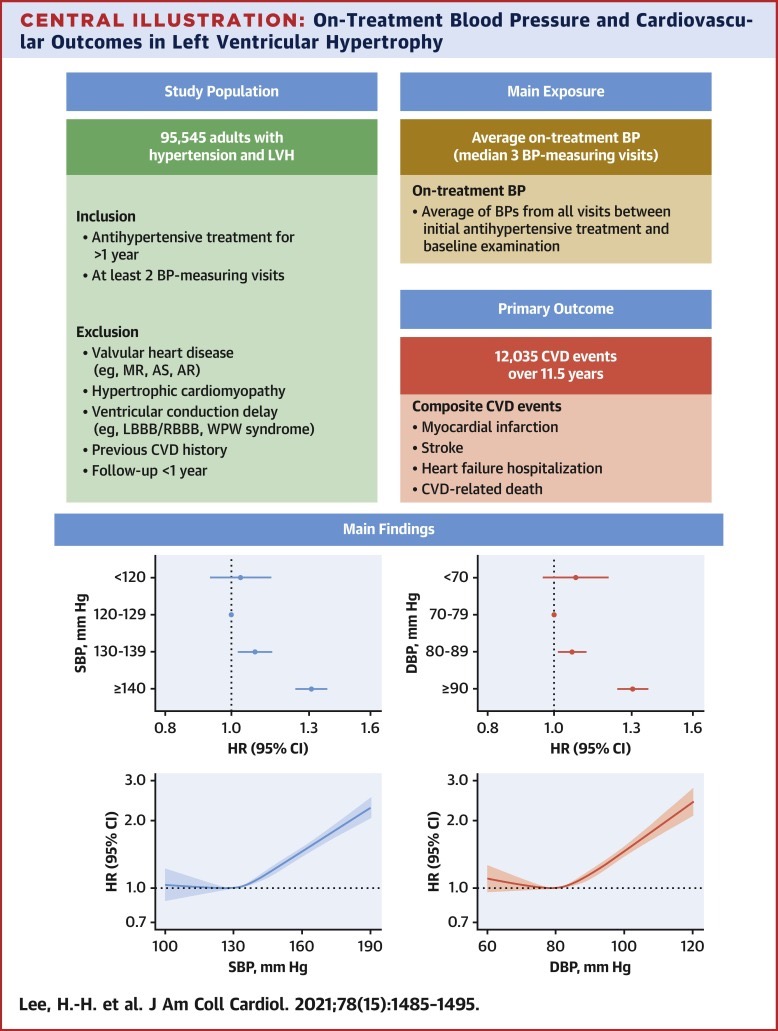 CENTRAL ILLUSTRATION: On-Treatment Blood Pressure and Cardiovascu-
lar Outcomes in Left Ventricular Hypertrophy
Study Population
95,545 adults with
hypertension and LVH
Inclusion
• Antihypertensive treatment for
>1 year
• At least 2 BP-measuring visits
Exclusion
• Valvular heart disease
(eg, MR, AS, AR)
• Hypertrophic cardiomyopathy
• Ventricular conduction delay
(eg, LBBB/RBBB, WPW syndrome)
• Previous CVD history
• Follow-up <1 year
Main Exposure
Average on-treatment BP
(median 3 BP-measuring visits)
On-treatment BP
• Average of BPs from all visits between
initial antihypertensive treatment and
baseline examination
Primary Outcome
12,035 CVD events
over 11.5 years
Composite CVD events
• Myocardial infarction
• Stroke
• Heart failure hospitalization
• CVD-related death
Main Findings
SBP, mm Hg
<120
120-129
130-139
≥140
0.8 1.0 1.3 1.6
HR (95% CI)
DBP, mm Hg
<70
70-79
80-89
≥90
0.8 1.0 1.3 1.6
HR (95% CI)
HR (95% CI)
3.0
2.0
1.0
0.7
100 130 160 190
SBP, mm Hg
HR (95% CI)
3.0
2.0
1.0
0.7
60 80 100 120
DBP, mm Hg
Lee, H.-H. et al. J Am Coll Cardiol. 2021;78(15):1485–1495.